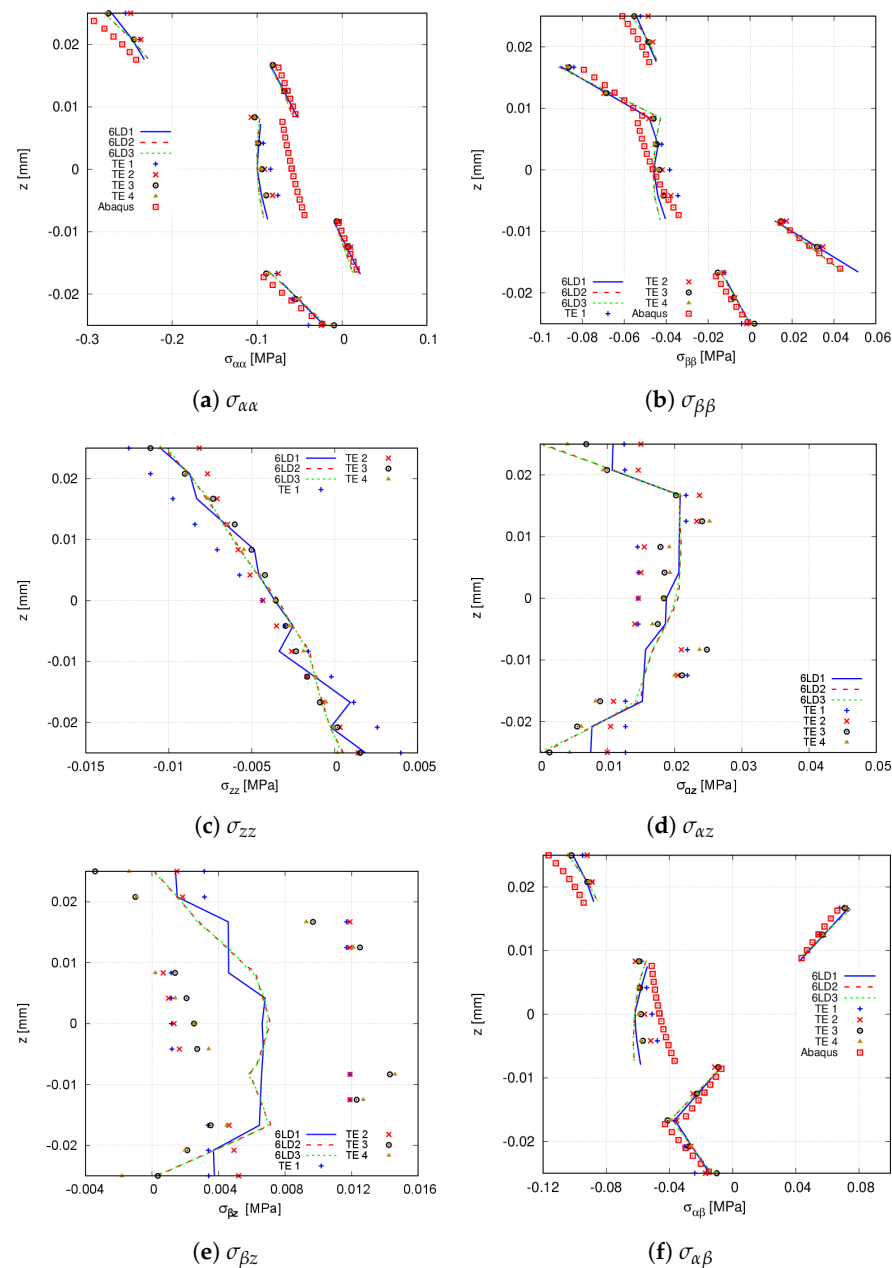 0.02
0.01
0
-0.01
-0.02
z [mm]
6LD1
6LD2
6LD3
TE 1
TE 2
TE 3
TE 4
Abaqus
-0.3 -0.2 -0.1 0 0.1
σαα [MPa]
(a) σαα
0.02
0.01
0
-0.01
-0.02
z [mm]
6LD1 TE 2
6LD2 TE 3
6LD3 TE 4
TE 1 Abaqus
-0.1 -0.08 -0.06 -0.04 -0.02 0 0.02 0.04 0.06
σββ [MPa]
(b) σββ
0.02
0.01
0
-0.01
-0.02
z [mm]
6LD1 TE 2
6LD2 TE 3
6LD3 TE 4
TE 1
-0.015 -0.01 -0.005 0 0.005
σzz [MPa]
(c) σzz
0.02
0.01
0
-0.01
-0.02
z [mm]
6LD1
6LD2
6LD3
TE 1
TE 2
TE 3
TE 4
0 0.01 0.02 0.03 0.04 0.05
σαz [MPa]
(d) σαz
0.02
0.01
0
-0.01
-0.02
z [mm]
6LD1 TE 2
6LD2 TE 3
6LD3 TE 4
TE 1
-0.004 0 0.004 0.008 0.012 0.016
σβz [MPa]
(e) σβz
0.02
0.01
0
-0.01
-0.02
z [mm]
6LD1
6LD2
6LD3
TE 1
TE 2
TE 3
TE 4
Abaqus
-0.12 -0.08 -0.04 0 0.04 0.08
σαβ [MPa]
(f) σαβ